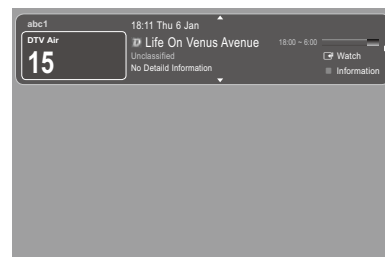 abc1
DTV Air
15
18:11 Thu 6 Jan
D Life On Venus Avenue
18:00 ~ 6:00
Unclassified
No Detaild Information
Watch
Information